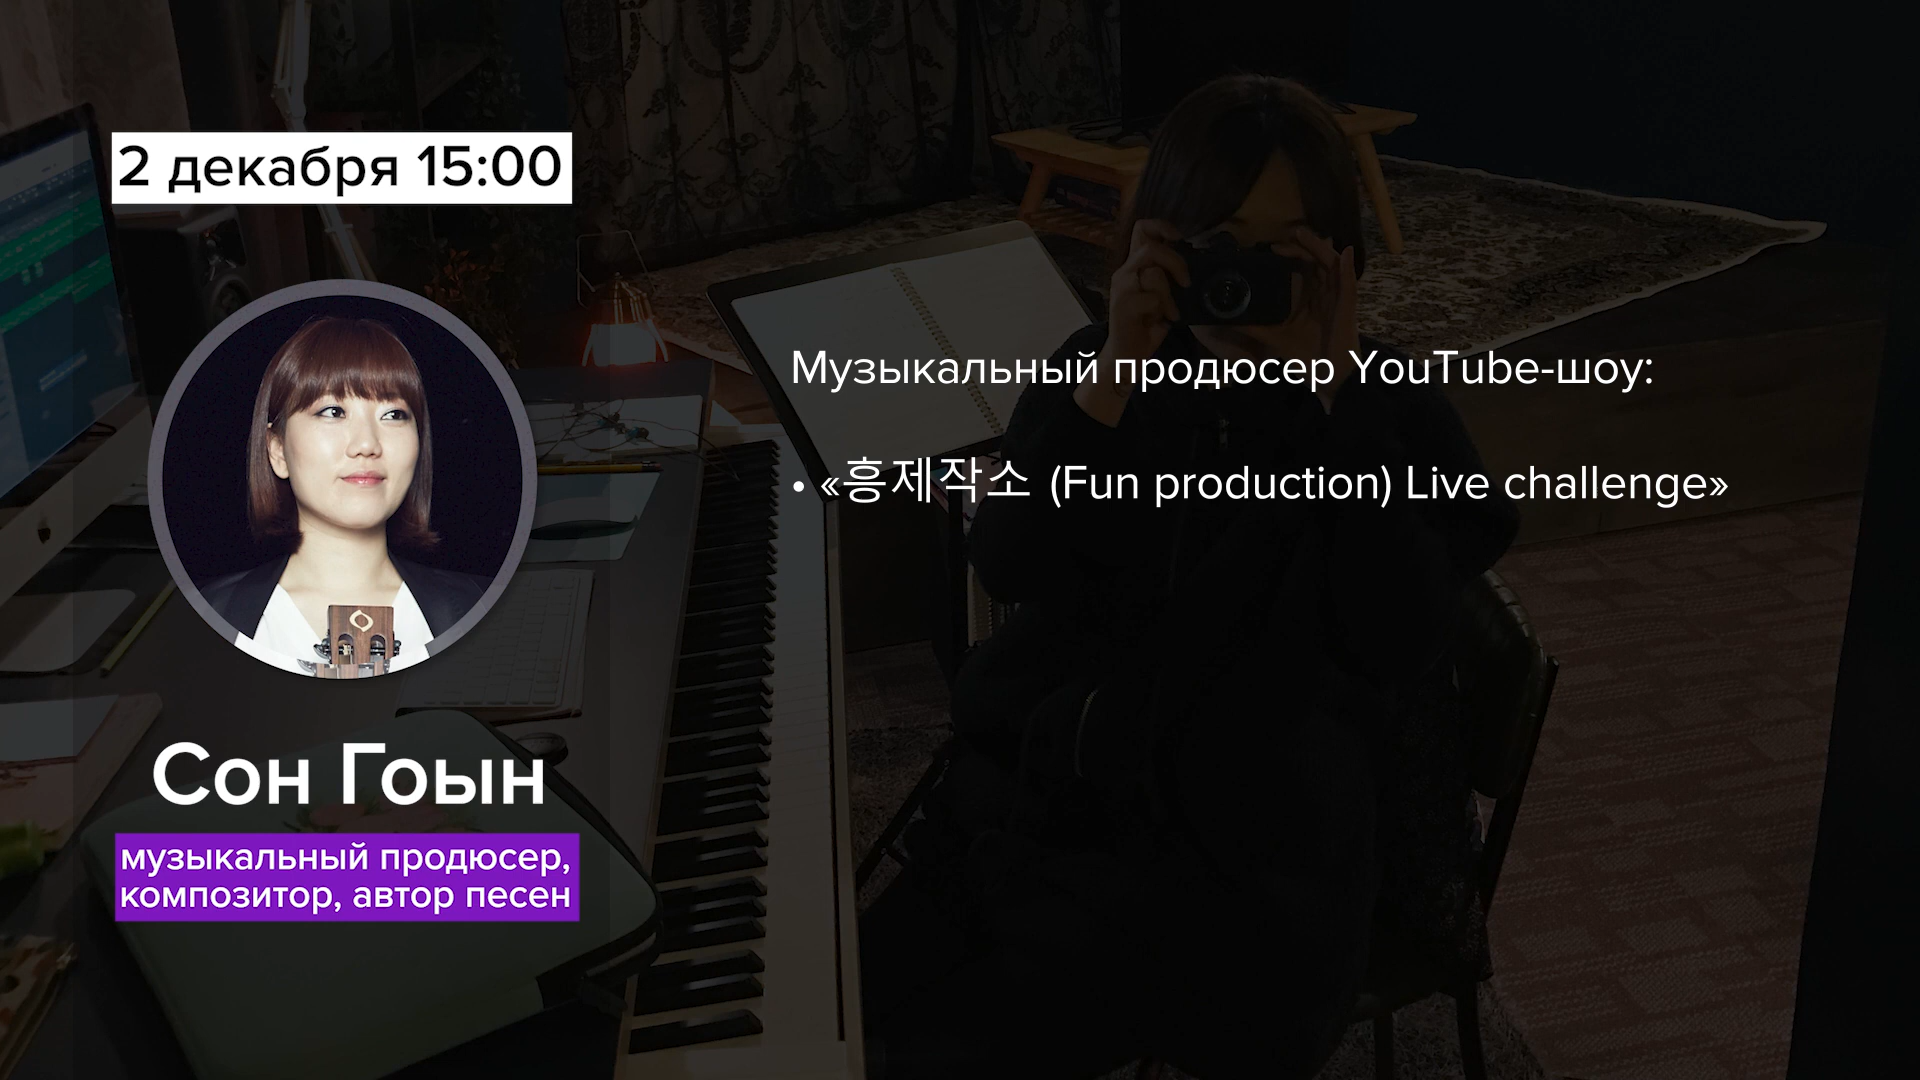 2 декабря 15:00
Музыкальный продюсер YouTube-шоу:
• «흥제작소 (Fun production) Live challenge»
Сон Гоын
музыкальный продюсер,
композитор, автор песен